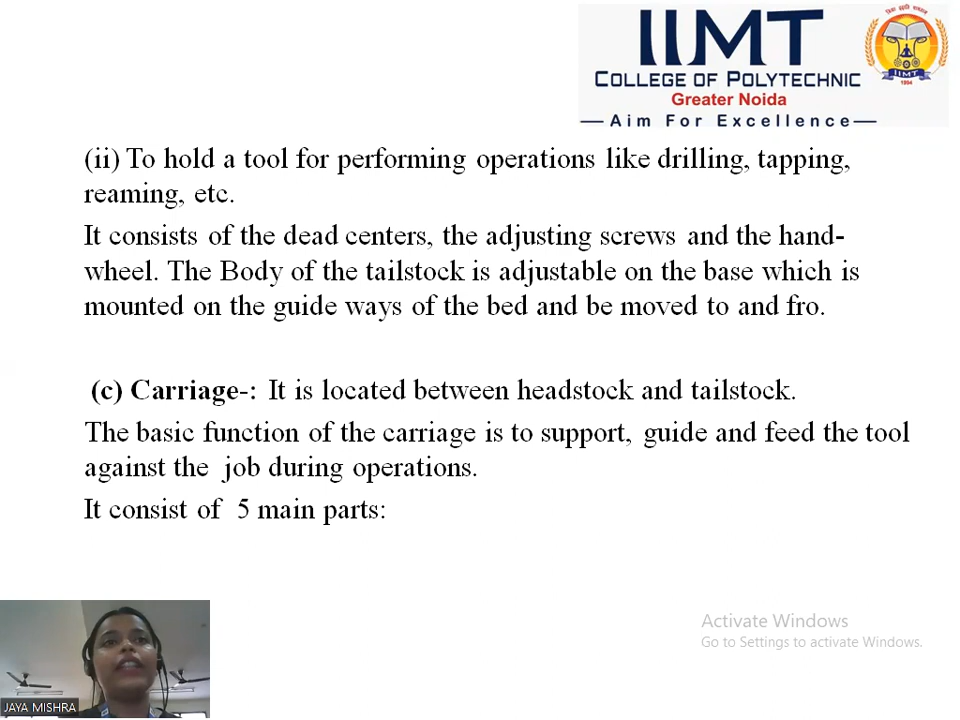 IIMT
COLLEGE OF POLYTECHNIC
Greater Noida
Aim For Excellence
IIMT
1994
(ii) To hold a tool for performing operations like drilling, tapping,
reaming, etc.
It consists of the dead centers, the adjusting screws and the hand-
wheel. The Body of the tailstock is adjustable on the base which is
mounted on the guide ways of the bed and be moved to and fro.
(c) Carriage-: It is located between headstock and tailstock.
The basic function of the carriage is to support, guide and feed the tool
against the job during operations.
It consist of 5 main parts:
Activate Windows
Go to Settings to activate Windows.
JAYA MISHRA